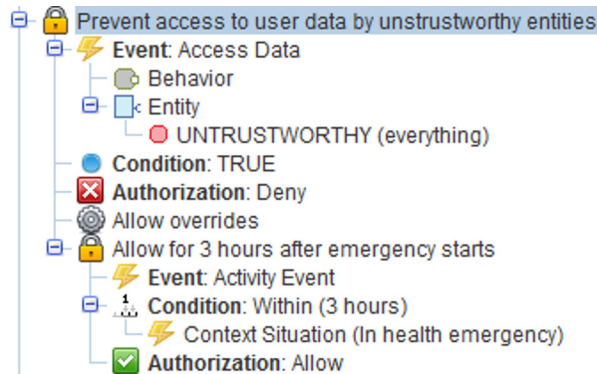 Prevent access to user data by unstrustworthy entities
Event: Access Data
Behavior
Entity
UNTRUSTWORTHY (everything)
Condition: TRUE
Authorization: Deny
Allow overrides
Allow for 3 hours after emergency starts
Event: Activity Event
1 Condition: Within (3 hours)
Context Situation (In health emergency)
Authorization: Allow